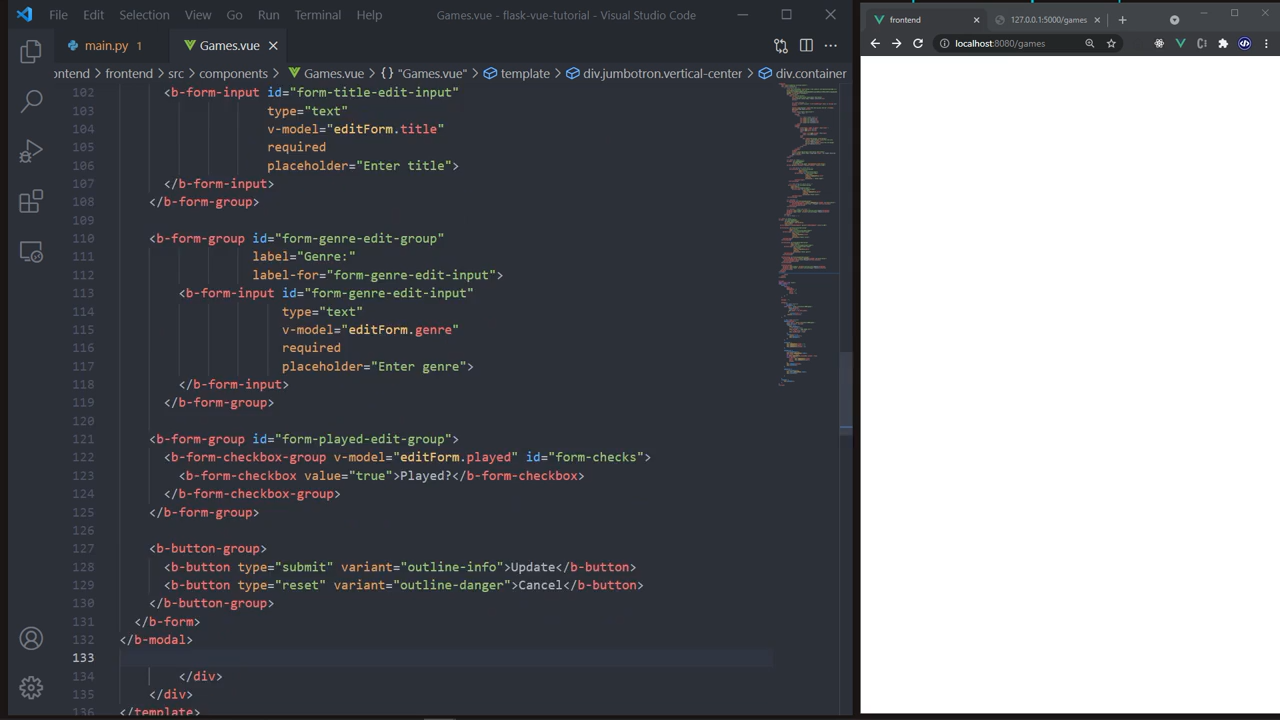 File Edit Selection View Go Run Terminal Help Games.vue - flask-vue-tutorial - Visual Studio Code
main.py 1 Games.vue
ontend frontend src components Games.vue {} "Games.vue" template div.jumbotron.vertical-center div.container
102 <b-form-input id="form-title-edit-input"
103 type="text"
104 v-model="editForm.title"
105 required
106 placeholder="Enter title">
107 </b-form-input>
108 </b-form-group>
109
110 <b-form-group id="form-genre-edit-group"
111 label="Genre:"
112 label-for="form-genre-edit-input">
113 <b-form-input id="form-genre-edit-input"
114 type="text"
115 v-model="editForm.genre"
116 required
117 placeholder="Enter genre">
118 </b-form-input>
119 </b-form-group>
120
121 <b-form-group id="form-played-edit-group">
122 <b-form-checkbox-group v-model="editForm.played" id="form-checks">
123 <b-form-checkbox value="true">Played?</b-form-checkbox>
124 </b-form-checkbox-group>
125 </b-form-group>
126
127 <b-button-group>
128 <b-button type="submit" variant="outline-info">Update</b-button>
129 <b-button type="reset" variant="outline-danger">Cancel</b-button>
130 </b-button-group>
131 </b-form>
132 </b-modal>
133
134 </div>
135 </div>
136 </template>
frontend 127.0.0.1:5000/games
localhost:8080/games